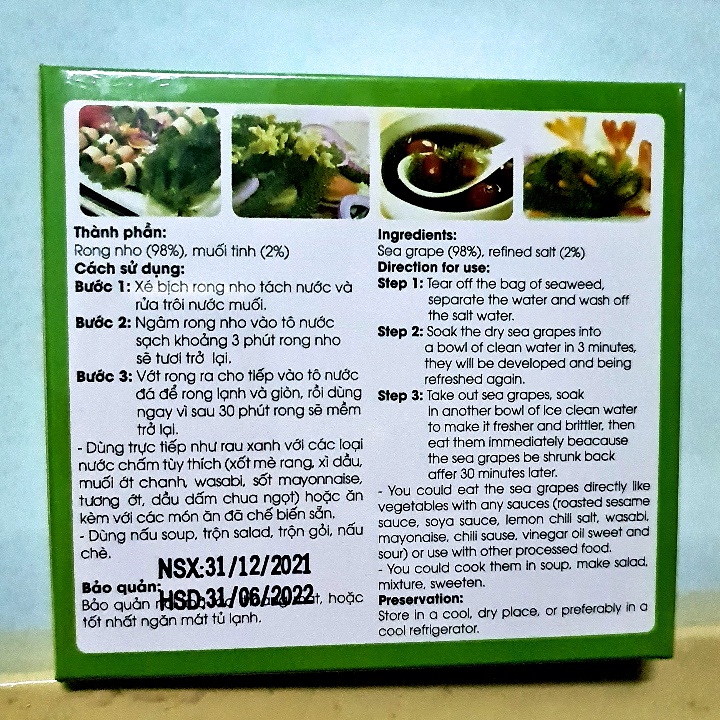 Thành phần:
Rong nho (98%), muối tinh (2%)
Cách sử dụng:
Bước 1: Xé bịch rong nho tách nước và
rửa trôi nước muối.
Bước 2: Ngâm rong nho vào tô nước
sạch khoảng 3 phút rong nho
sẽ tươi trở lại.
Bước 3: Vớt rong ra cho tiếp vào tô nước
đá để rong lạnh và giòn, rồi dùng
ngay vì sau 30 phút rong sẽ mềm
trở lại.
- Dùng trực tiếp như rau xanh với các loại
nước chấm tùy thích (xốt mè rang, xì dầu,
muối ớt chanh, wasabi, sốt mayonnaise,
tương ớt, dầu dấm chua ngọt) hoặc ăn
kèm với các món ăn đã chế biến sẵn.
- Dùng nấu soup, trộn salad, trộn gỏi, nấu
chè.
NSX:31/12/2021
Bảo quản:
HSD:31/06/2022
Bảo quản mát, hoặc
tốt nhất ngăn mát tủ lạnh.
Ingredients:
Sea grape (98%), refined salt (2%)
Direction for use:
Step 1: Tear off the bag of seaweed,
separate the water and wash off
the salt water.
Step 2: Soak the dry sea grapes into
a bowl of clean water in 3 minutes,
they will be developed and being
refreshed again.
Step 3: Take out sea grapes, soak
in another bowl of ice clean water
to make it fresher and brittler, then
eat them immediately beacause
the sea grapes be shrunk back
affer 30 minutes later.
- You could eat the sea grapes directly like
vegetables with any sauces (roasted sesame
sauce, soya sauce, lemon chili salt, wasabi,
mayonaise, chili sause, vinegar oil sweet and
sour) or use with other processed food.
- You could cook them in soup, make salad,
mixture, sweeten.
Preservation:
Store in a cool, dry place, or preferably in a
cool refrigerator.